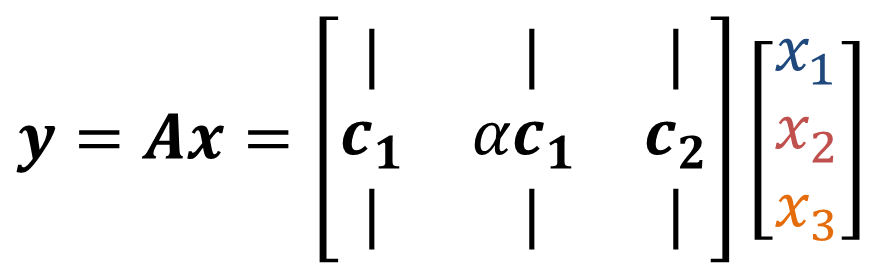 | | | x₁
y = Ax = [ c₁ αc₁ c₂ ] [ x₂ ]
| | | x₃